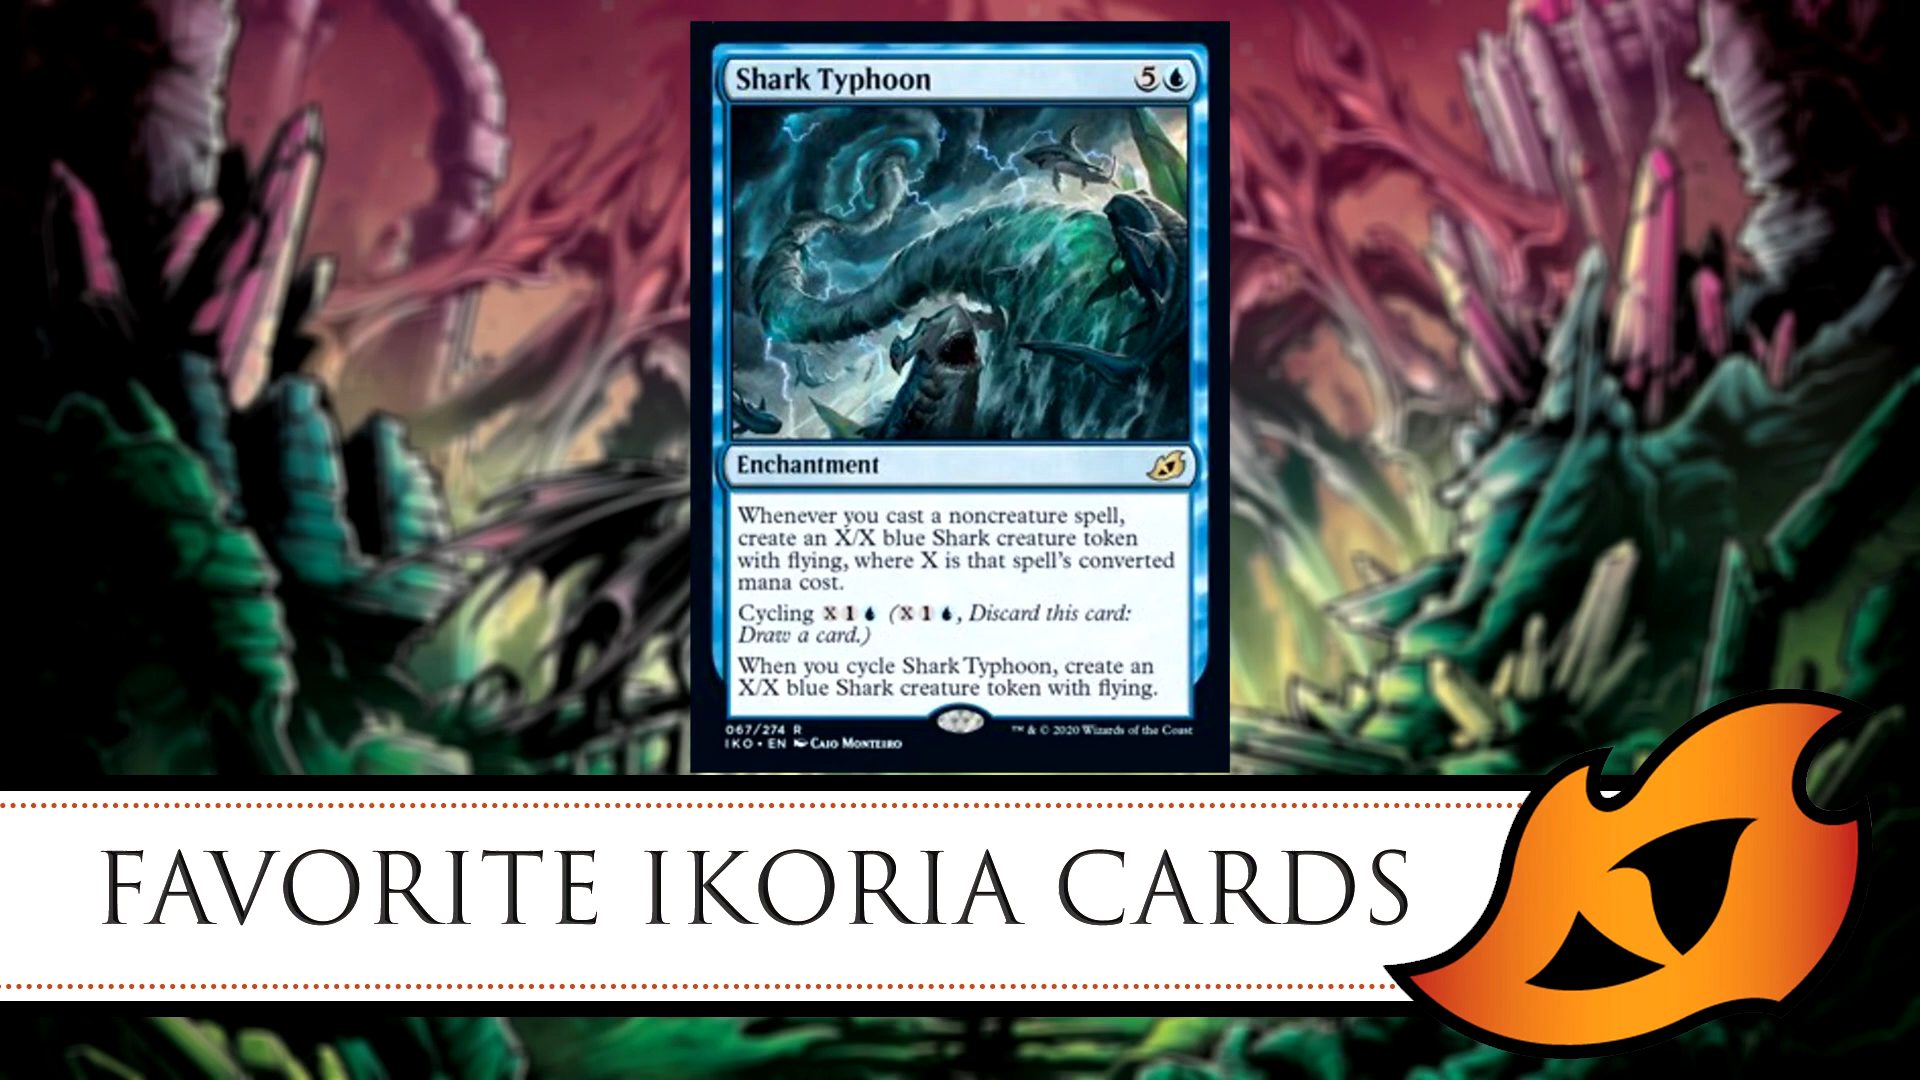 Shark Typhoon 5
Enchantment
Whenever you cast a noncreature spell,
create an X/X blue Shark creature token
with flying, where X is that spell's converted
mana cost.
Cycling X 1 (X 1 , Discard this card:
Draw a card.)
When you cycle Shark Typhoon, create an
X/X blue Shark creature token with flying.
067/274 R
™ & © 2020 Wizards of the Coast
IKO • EN Caio Monteiro
FAVORITE IKORIA CARDS